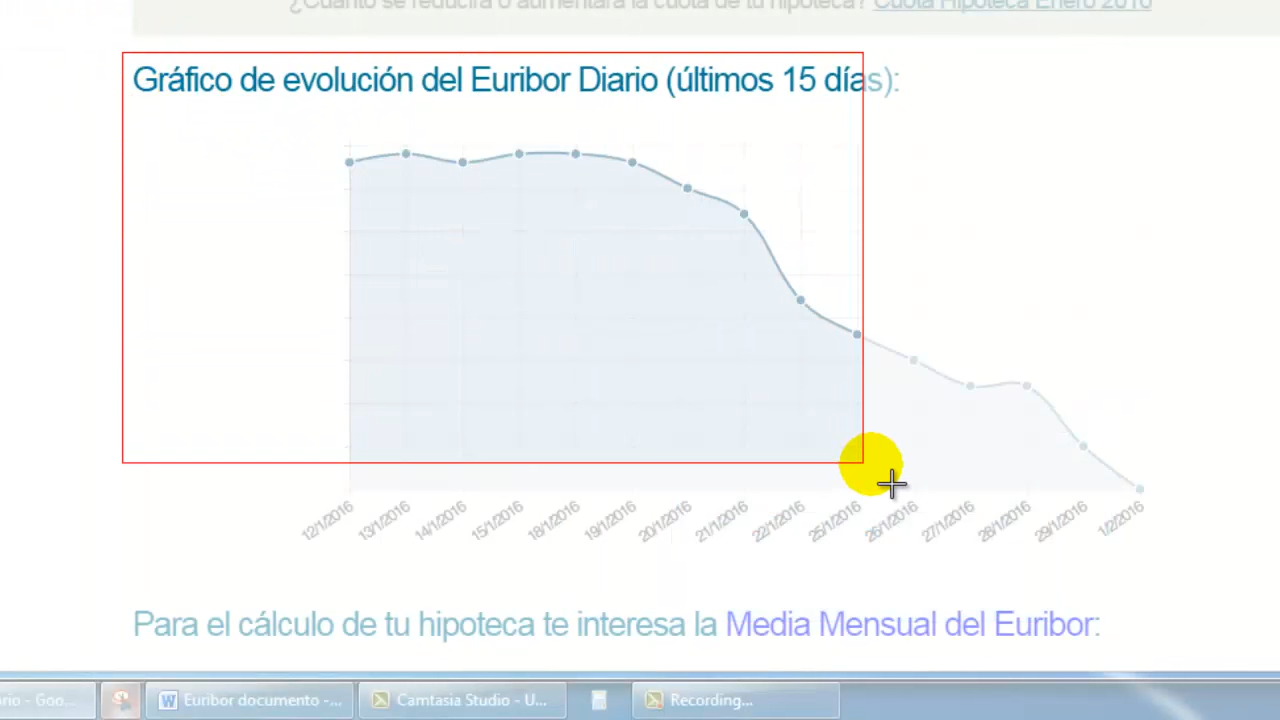 ¿Cuánto se reducirá o aumentará la cuota de tu hipoteca? Cuota Hipoteca Enero 2016
Gráfico de evolución del Euribor Diario (últimos 15 días):
12/1/2016 13/1/2016 14/1/2016 15/1/2016 18/1/2016 19/1/2016 20/1/2016 21/1/2016 22/1/2016 25/1/2016 26/1/2016 27/1/2016 28/1/2016 29/1/2016 1/2/2016
Para el cálculo de tu hipoteca te interesa la Media Mensual del Euribor:
rio - Goo... Euribor documento -... Camtasia Studio - U... Recording...